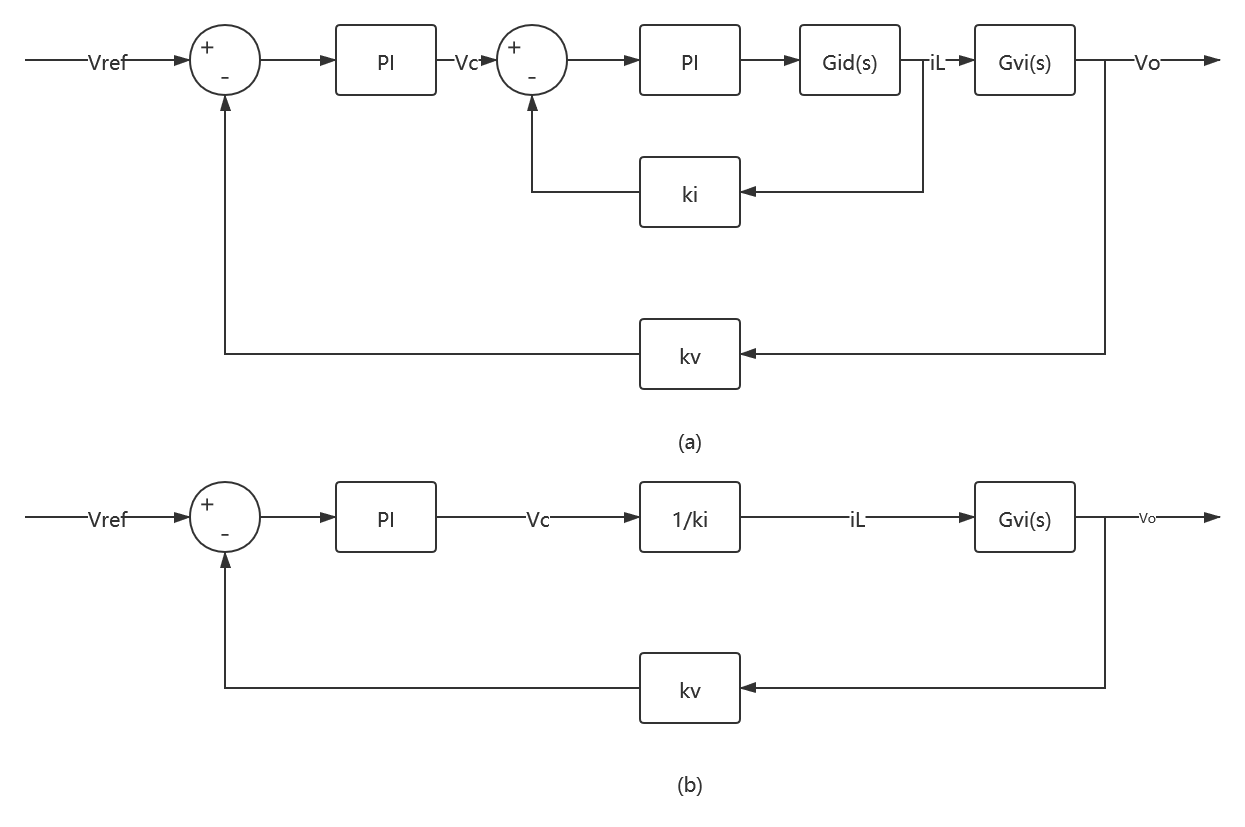 Vref + - PI Vc + - PI Gid(s) iL Gvi(s) Vo
ki
kv
(a)
Vref + - PI Vc 1/ki iL Gvi(s) Vo
kv
(b)